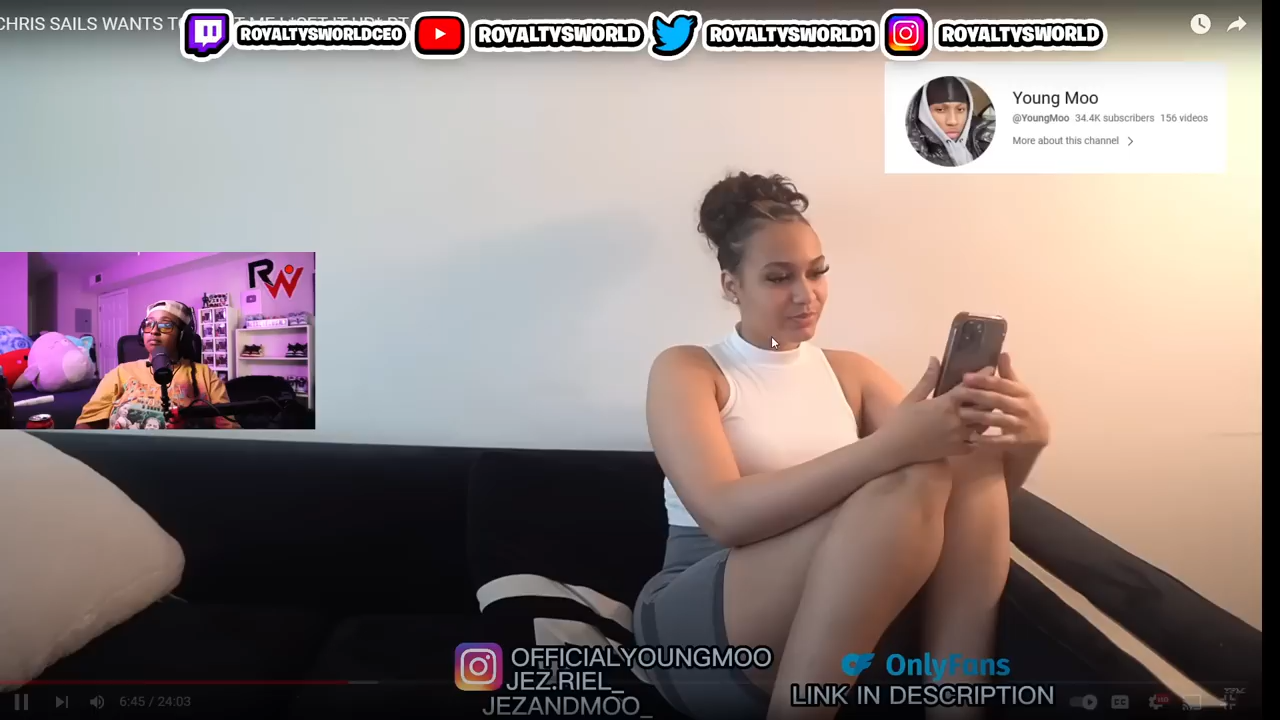 CHRIS SAILS WANTS TO
ROYALTYSWORLDCEO
ROYALTYSWORLD
ROYALTYSWORLD1
ROYALTYSWORLD
Young Moo
@YoungMoo 34.4K subscribers 156 videos
More about this channel
RW
OFFICIALYOUNGMOO
JEZ.RIEL_
JEZANDMOO_
OnlyFans
LINK IN DESCRIPTION
6:45 / 24:03